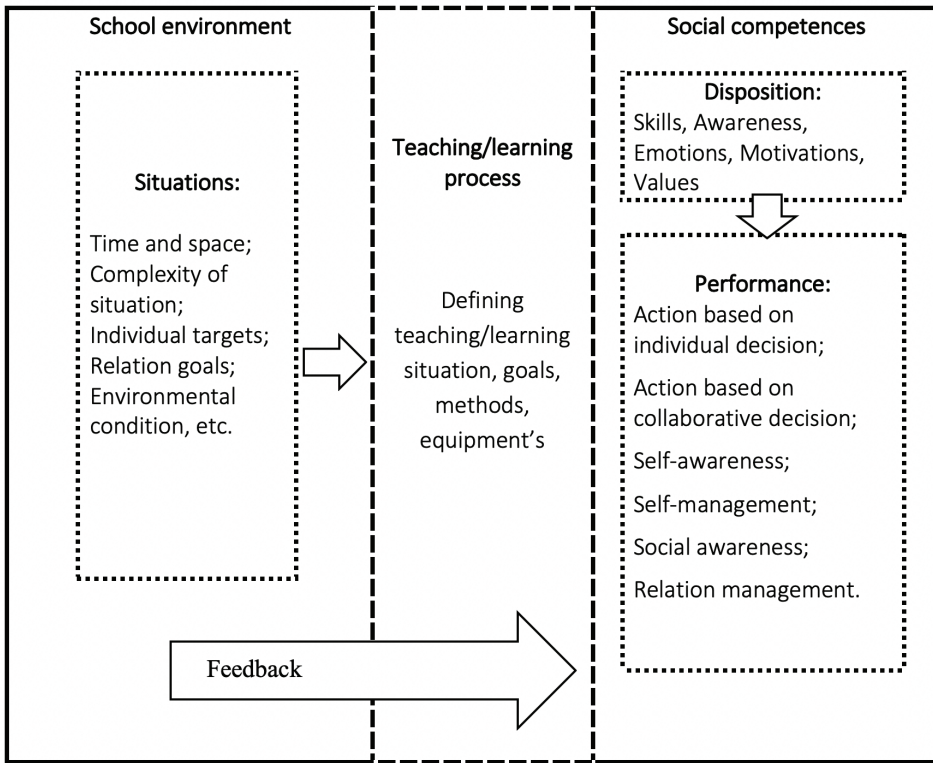 School environment
Situations:
Time and space;
Complexity of
situation;
Individual targets;
Relation goals;
Environmental
condition, etc.
Teaching/learning
process
Defining
teaching/learning
situation, goals,
methods,
equipment's
Social competences
Disposition:
Skills, Awareness,
Emotions, Motivations,
Values
Performance:
Action based on
individual decision;
Action based on
collaborative decision;
Self-awareness;
Self-management;
Social awareness;
Relation management.
Feedback